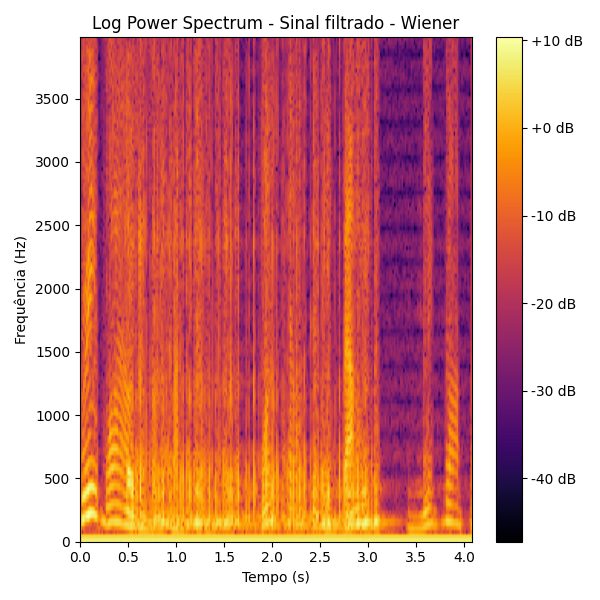 Log Power Spectrum - Sinal filtrado - Wiener
3500
3000
2500
2000
1500
1000
500
0
Frequência (Hz)
0.0 0.5 1.0 1.5 2.0 2.5 3.0 3.5 4.0
Tempo (s)
+10 dB
+0 dB
-10 dB
-20 dB
-30 dB
-40 dB